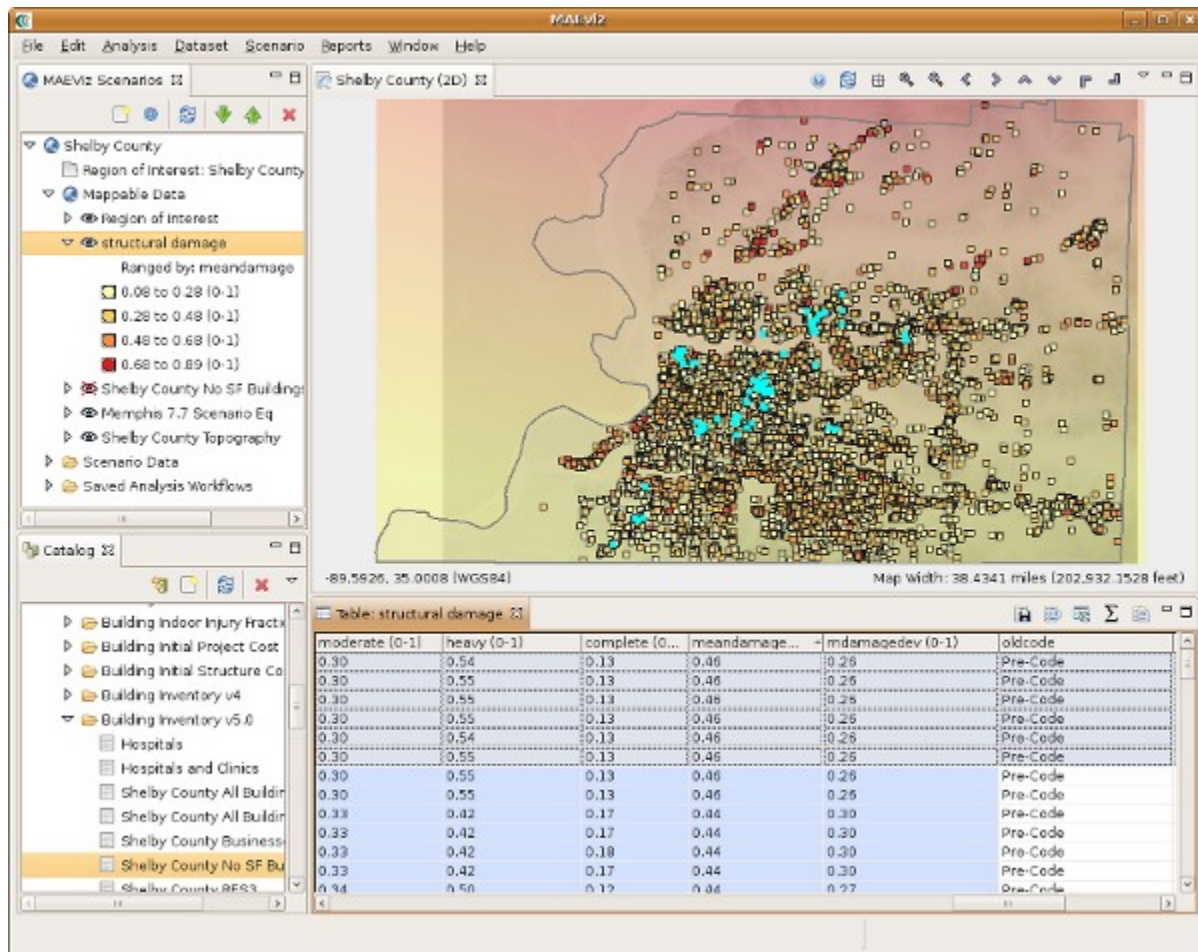 MAEviz
File Edit Analysis Dataset Scenario Reports Window Help
MAEViz Scenarios
Shelby County
Region of Interest: Shelby County
Mappable Data
Region of interest
structural damage
Ranged by: meandamage
0.08 to 0.28 (0-1)
0.28 to 0.48 (0-1)
0.48 to 0.68 (0-1)
0.68 to 0.89 (0-1)
Shelby County No SF Buildings
Memphis 7.7 Scenario Eq
Shelby County Topography
Scenario Data
Saved Analysis Workflows
Catalog
Building Indoor Injury Fracti
Building Initial Project Cost
Building Initial Structure Co
Building Inventory v4
Building Inventory v5.0
Hospitals
Hospitals and Clinics
Shelby County All Buildin
Shelby County All Buildin
Shelby County Business
Shelby County No SF Bu
Shelby County RES3
Shelby County (2D)
-89.5926, 35.0008 (WGS84) Map Width: 38.4341 miles (202,932.1528 feet)
Table: structural damage
moderate (0-1) heavy (0-1) complete (0... meandamage... mdamagedev (0-1) oldcode
0.30 0.54 0.13 0.46 0.26 Pre-Code
0.30 0.55 0.13 0.46 0.26 Pre-Code
0.30 0.55 0.13 0.46 0.26 Pre-Code
0.30 0.55 0.13 0.46 0.26 Pre-Code
0.30 0.54 0.13 0.46 0.26 Pre-Code
0.30 0.55 0.13 0.46 0.26 Pre-Code
0.30 0.55 0.13 0.46 0.26 Pre-Code
0.30 0.55 0.13 0.46 0.26 Pre-Code
0.33 0.42 0.17 0.44 0.30 Pre-Code
0.33 0.42 0.17 0.44 0.30 Pre-Code
0.33 0.42 0.18 0.44 0.30 Pre-Code
0.33 0.42 0.17 0.44 0.30 Pre-Code
0.34 0.50 0.12 0.44 0.27 Pre-Code